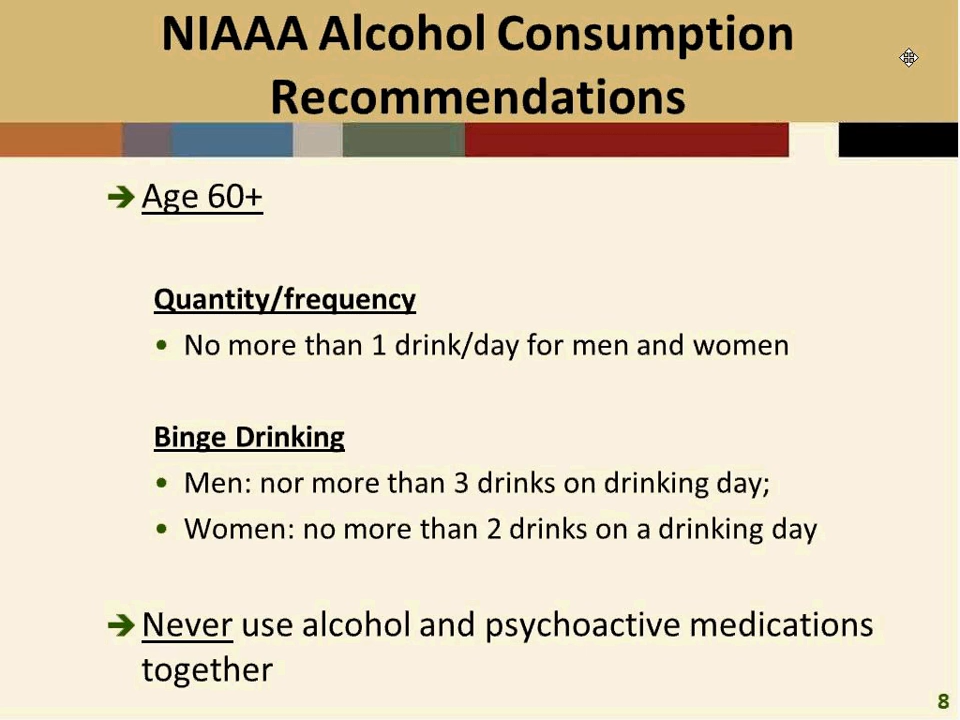 NIAAA Alcohol Consumption
Recommendations
Age 60+
Quantity/frequency
• No more than 1 drink/day for men and women
Binge Drinking
• Men: nor more than 3 drinks on drinking day;
• Women: no more than 2 drinks on a drinking day
Never use alcohol and psychoactive medications
together
8